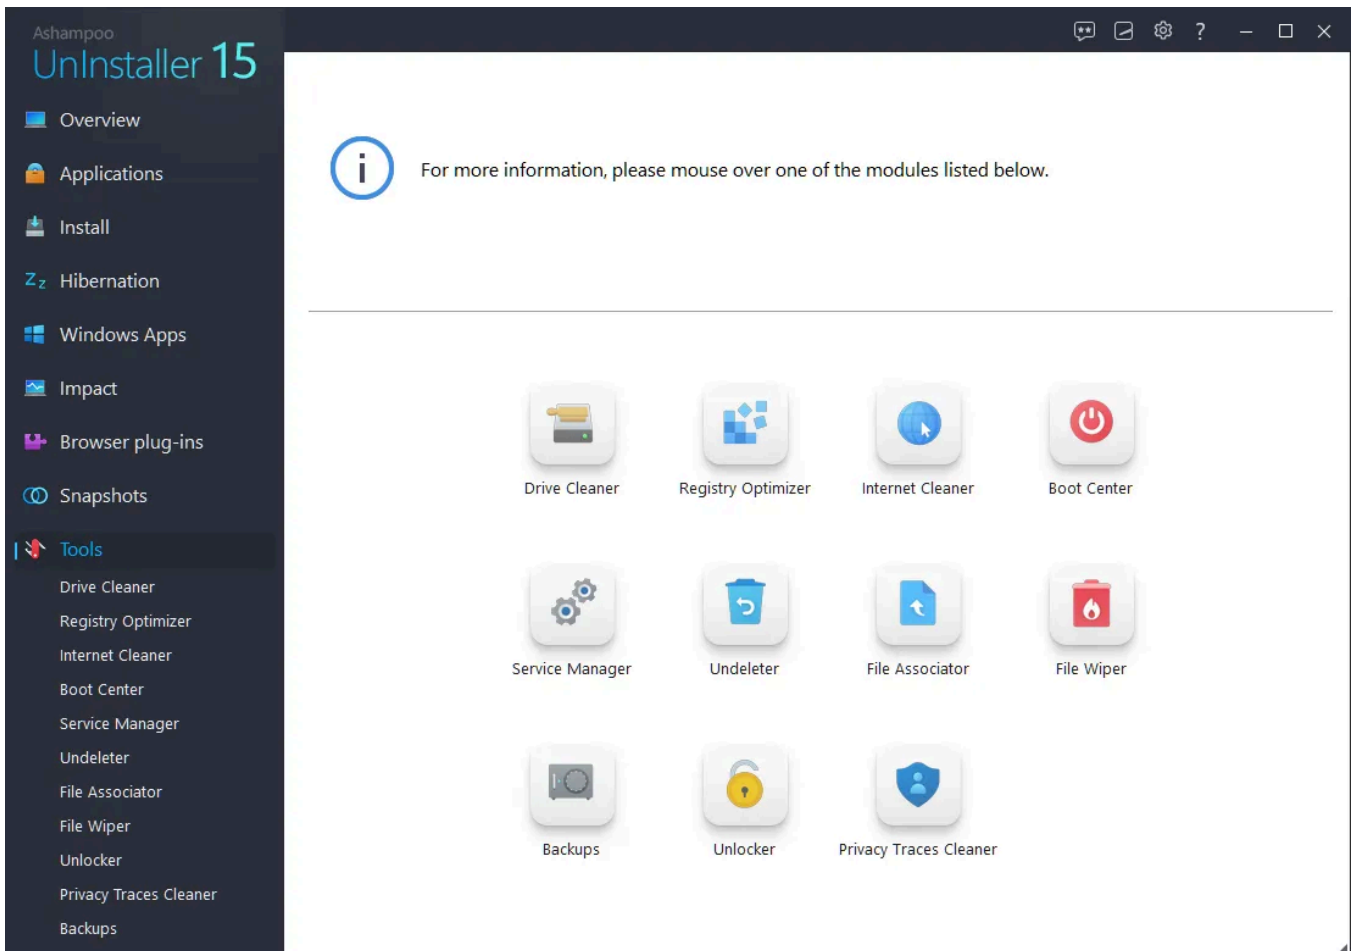 Ashampoo
UnInstaller 15
Overview
Applications
Install
Zz Hibernation
Windows Apps
Impact
Browser plug-ins
Snapshots
Tools
Drive Cleaner
Registry Optimizer
Internet Cleaner
Boot Center
Service Manager
Undeleter
File Associator
File Wiper
Unlocker
Privacy Traces Cleaner
Backups
?
i
For more information, please mouse over one of the modules listed below.
Drive Cleaner
Registry Optimizer
Internet Cleaner
Boot Center
Service Manager
Undeleter
File Associator
File Wiper
Backups
Unlocker
Privacy Traces Cleaner